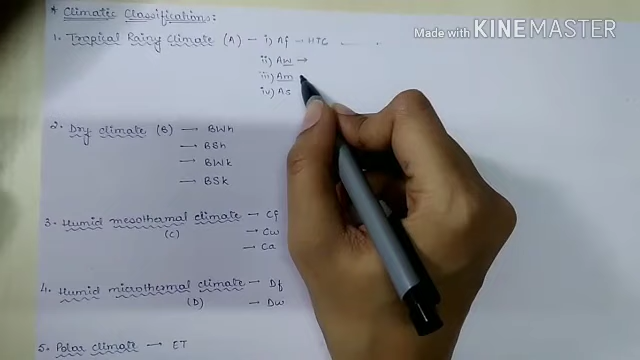 * Climatic Classifications:
Made with KINEMASTER
1. Tropical Rainy Climate (A) – i) Af – HTG
ii) Aw →
iii) Am
iv) As
2. Dry climate (B) → BWh
→ BSh
→ BWk
→ BSk
3. Humid mesothermal climate → Cf
(C) → Cw
→ Ca
4. Humid microthermal climate → Df
(D) → Dw
5. Polar climate → ET